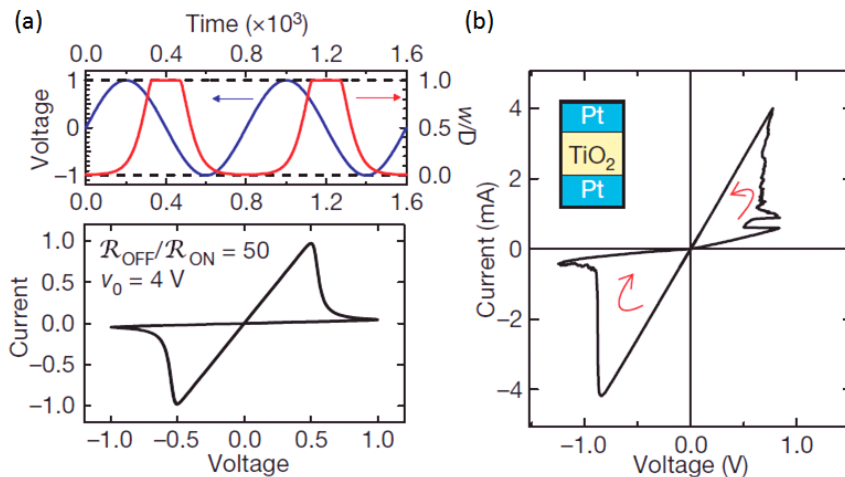 (a)
Time (×10³)
0.0 0.4 0.8 1.2 1.6
1
0
−1
Voltage
1.0
0.5
0.0
w/D
0.0 0.4 0.8 1.2 1.6
1.0
0.5
0.0
−0.5
−1.0
Current
ℛOFF/ℛON = 50
v₀ = 4 V
−1.0 −0.5 0.0 0.5 1.0
Voltage
(b)
4
2
0
−2
−4
Current (mA)
Pt
TiO₂
Pt
−1.0 0.0 1.0
Voltage (V)